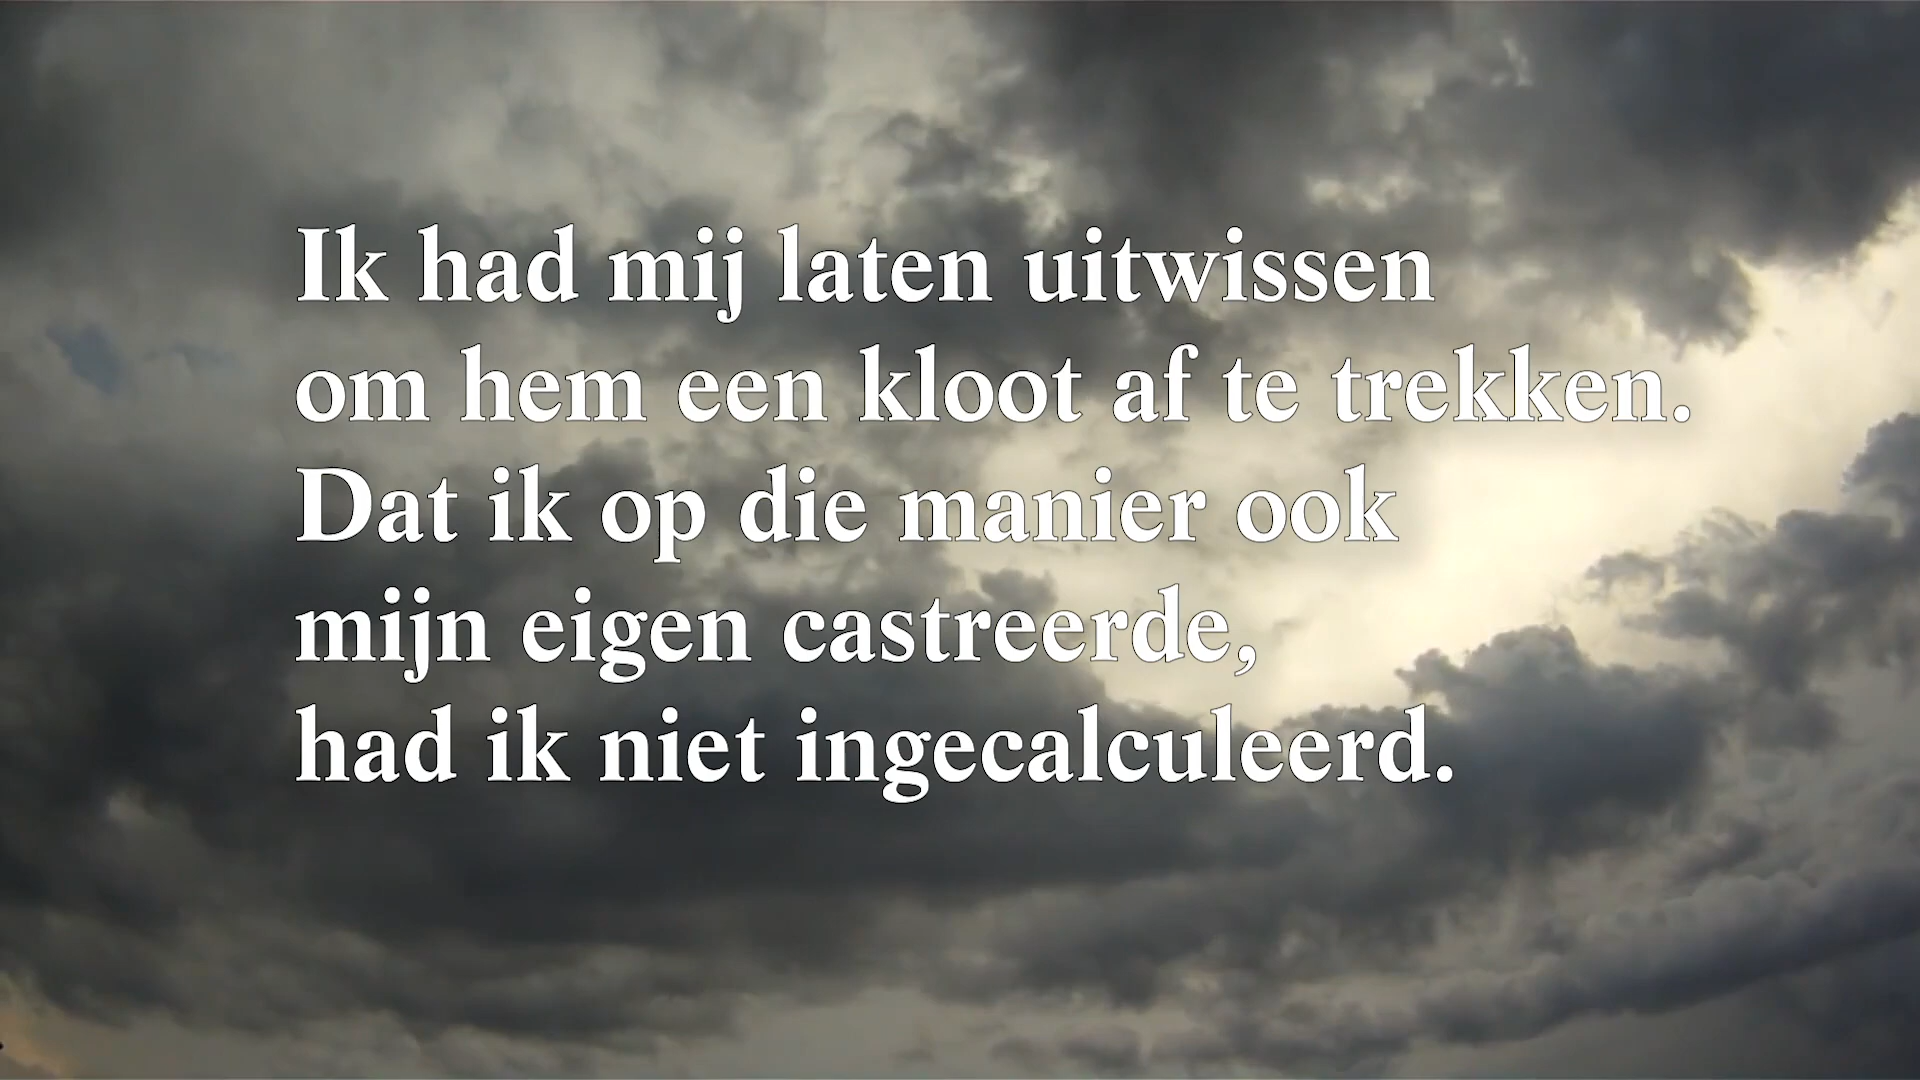 Ik had mij laten uitwissen
om hem een kloot af te trekken.
Dat ik op die manier ook
mijn eigen castreerde,
had ik niet ingecalculeerd.